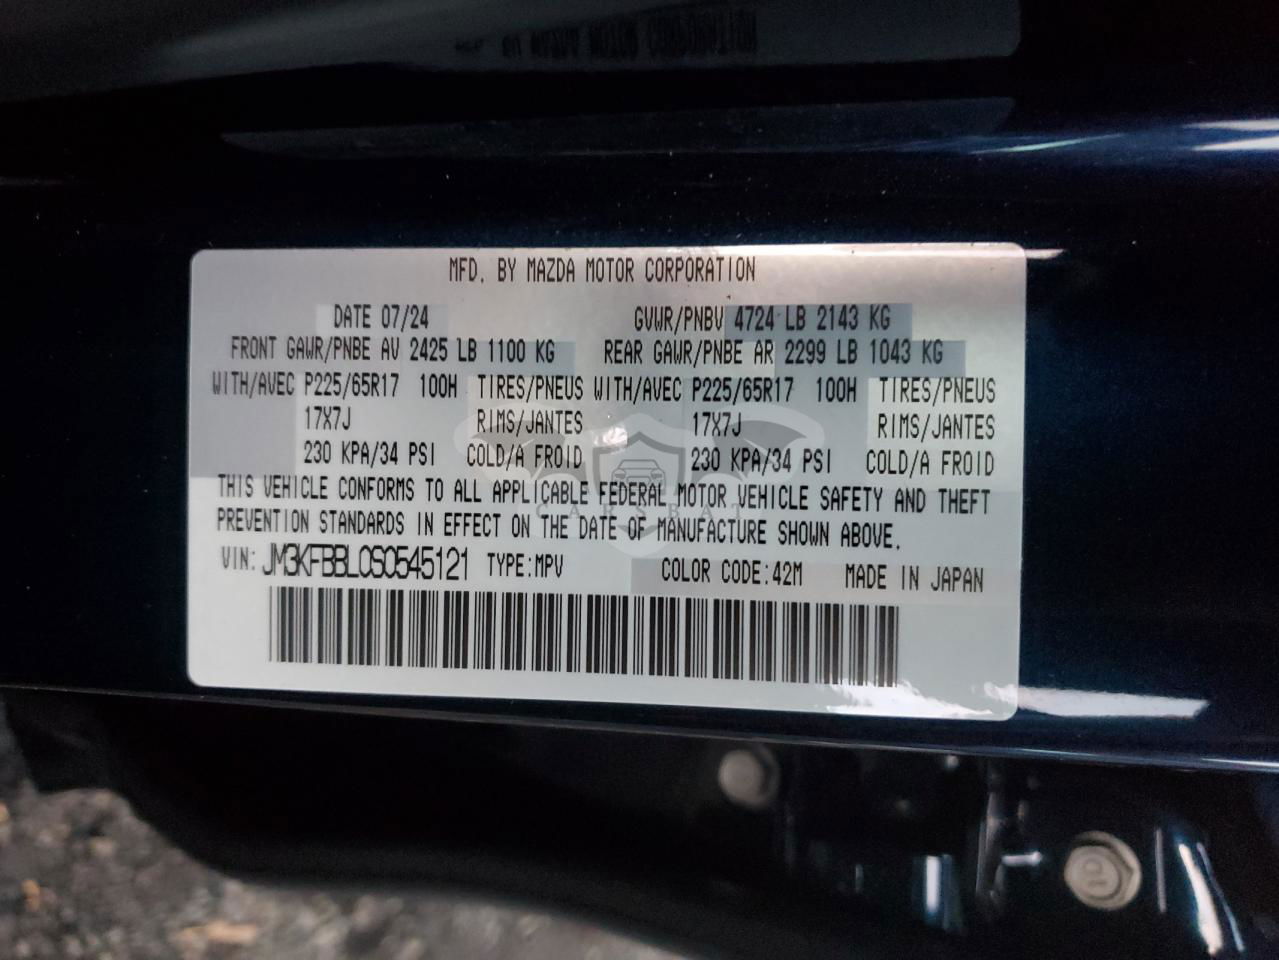 MFD. BY MAZDA MOTOR CORPORATION
DATE 07/24 GVWR/PNBV 4724 LB 2143 KG
FRONT GAWR/PNBE AV 2425 LB 1100 KG REAR GAWR/PNBE AR 2299 LB 1043 KG
WITH/AVEC P225/65R17 100H TIRES/PNEUS WITH/AVEC P225/65R17 100H TIRES/PNEUS
17X7J RIMS/JANTES 17X7J RIMS/JANTES
230 KPA/34 PSI COLD/A FROID 230 KPA/34 PSI COLD/A FROID
THIS VEHICLE CONFORMS TO ALL APPLICABLE FEDERAL MOTOR VEHICLE SAFETY AND THEFT
PREVENTION STANDARDS IN EFFECT ON THE DATE OF MANUFACTURE SHOWN ABOVE.
VIN: JM3KFBBL0S0545121 TYPE:MPV COLOR CODE:42M MADE IN JAPAN
CARSBAT